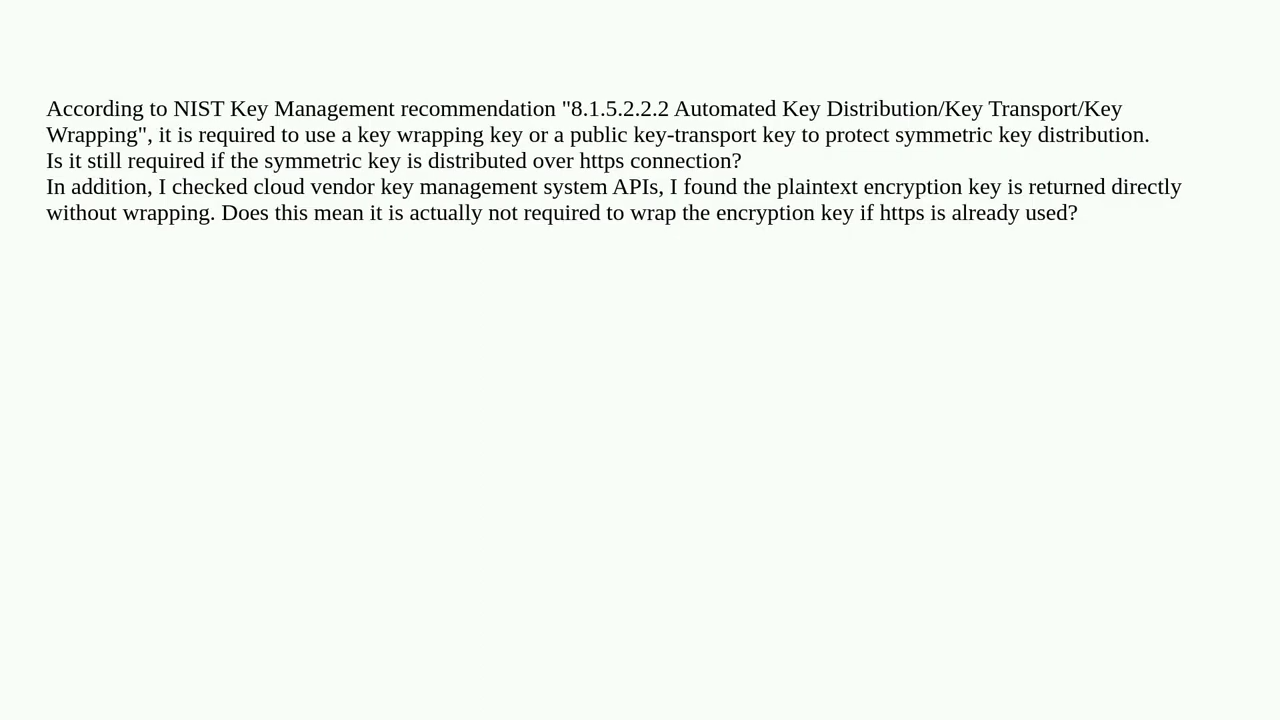 According to NIST Key Management recommendation "8.1.5.2.2.2 Automated Key Distribution/Key Transport/Key
Wrapping", it is required to use a key wrapping key or a public key-transport key to protect symmetric key distribution.
Is it still required if the symmetric key is distributed over https connection?
In addition, I checked cloud vendor key management system APIs, I found the plaintext encryption key is returned directly
without wrapping. Does this mean it is actually not required to wrap the encryption key if https is already used?